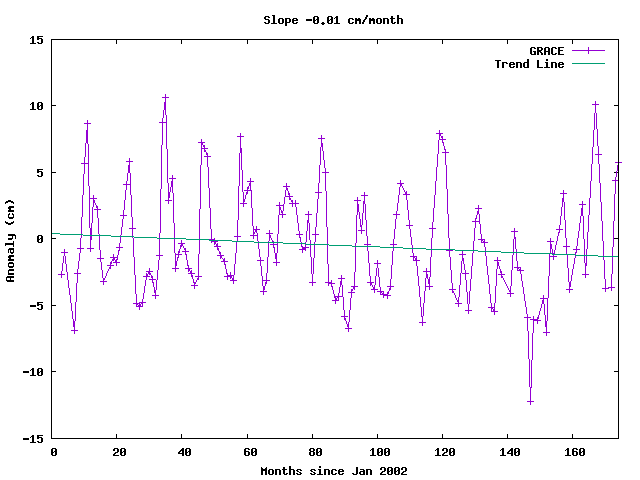 Slope -0.01 cm/month
GRACE
Trend Line
Anomaly (cm)
15
10
5
0
-5
-10
-15
0 20 40 60 80 100 120 140 160
Months since Jan 2002